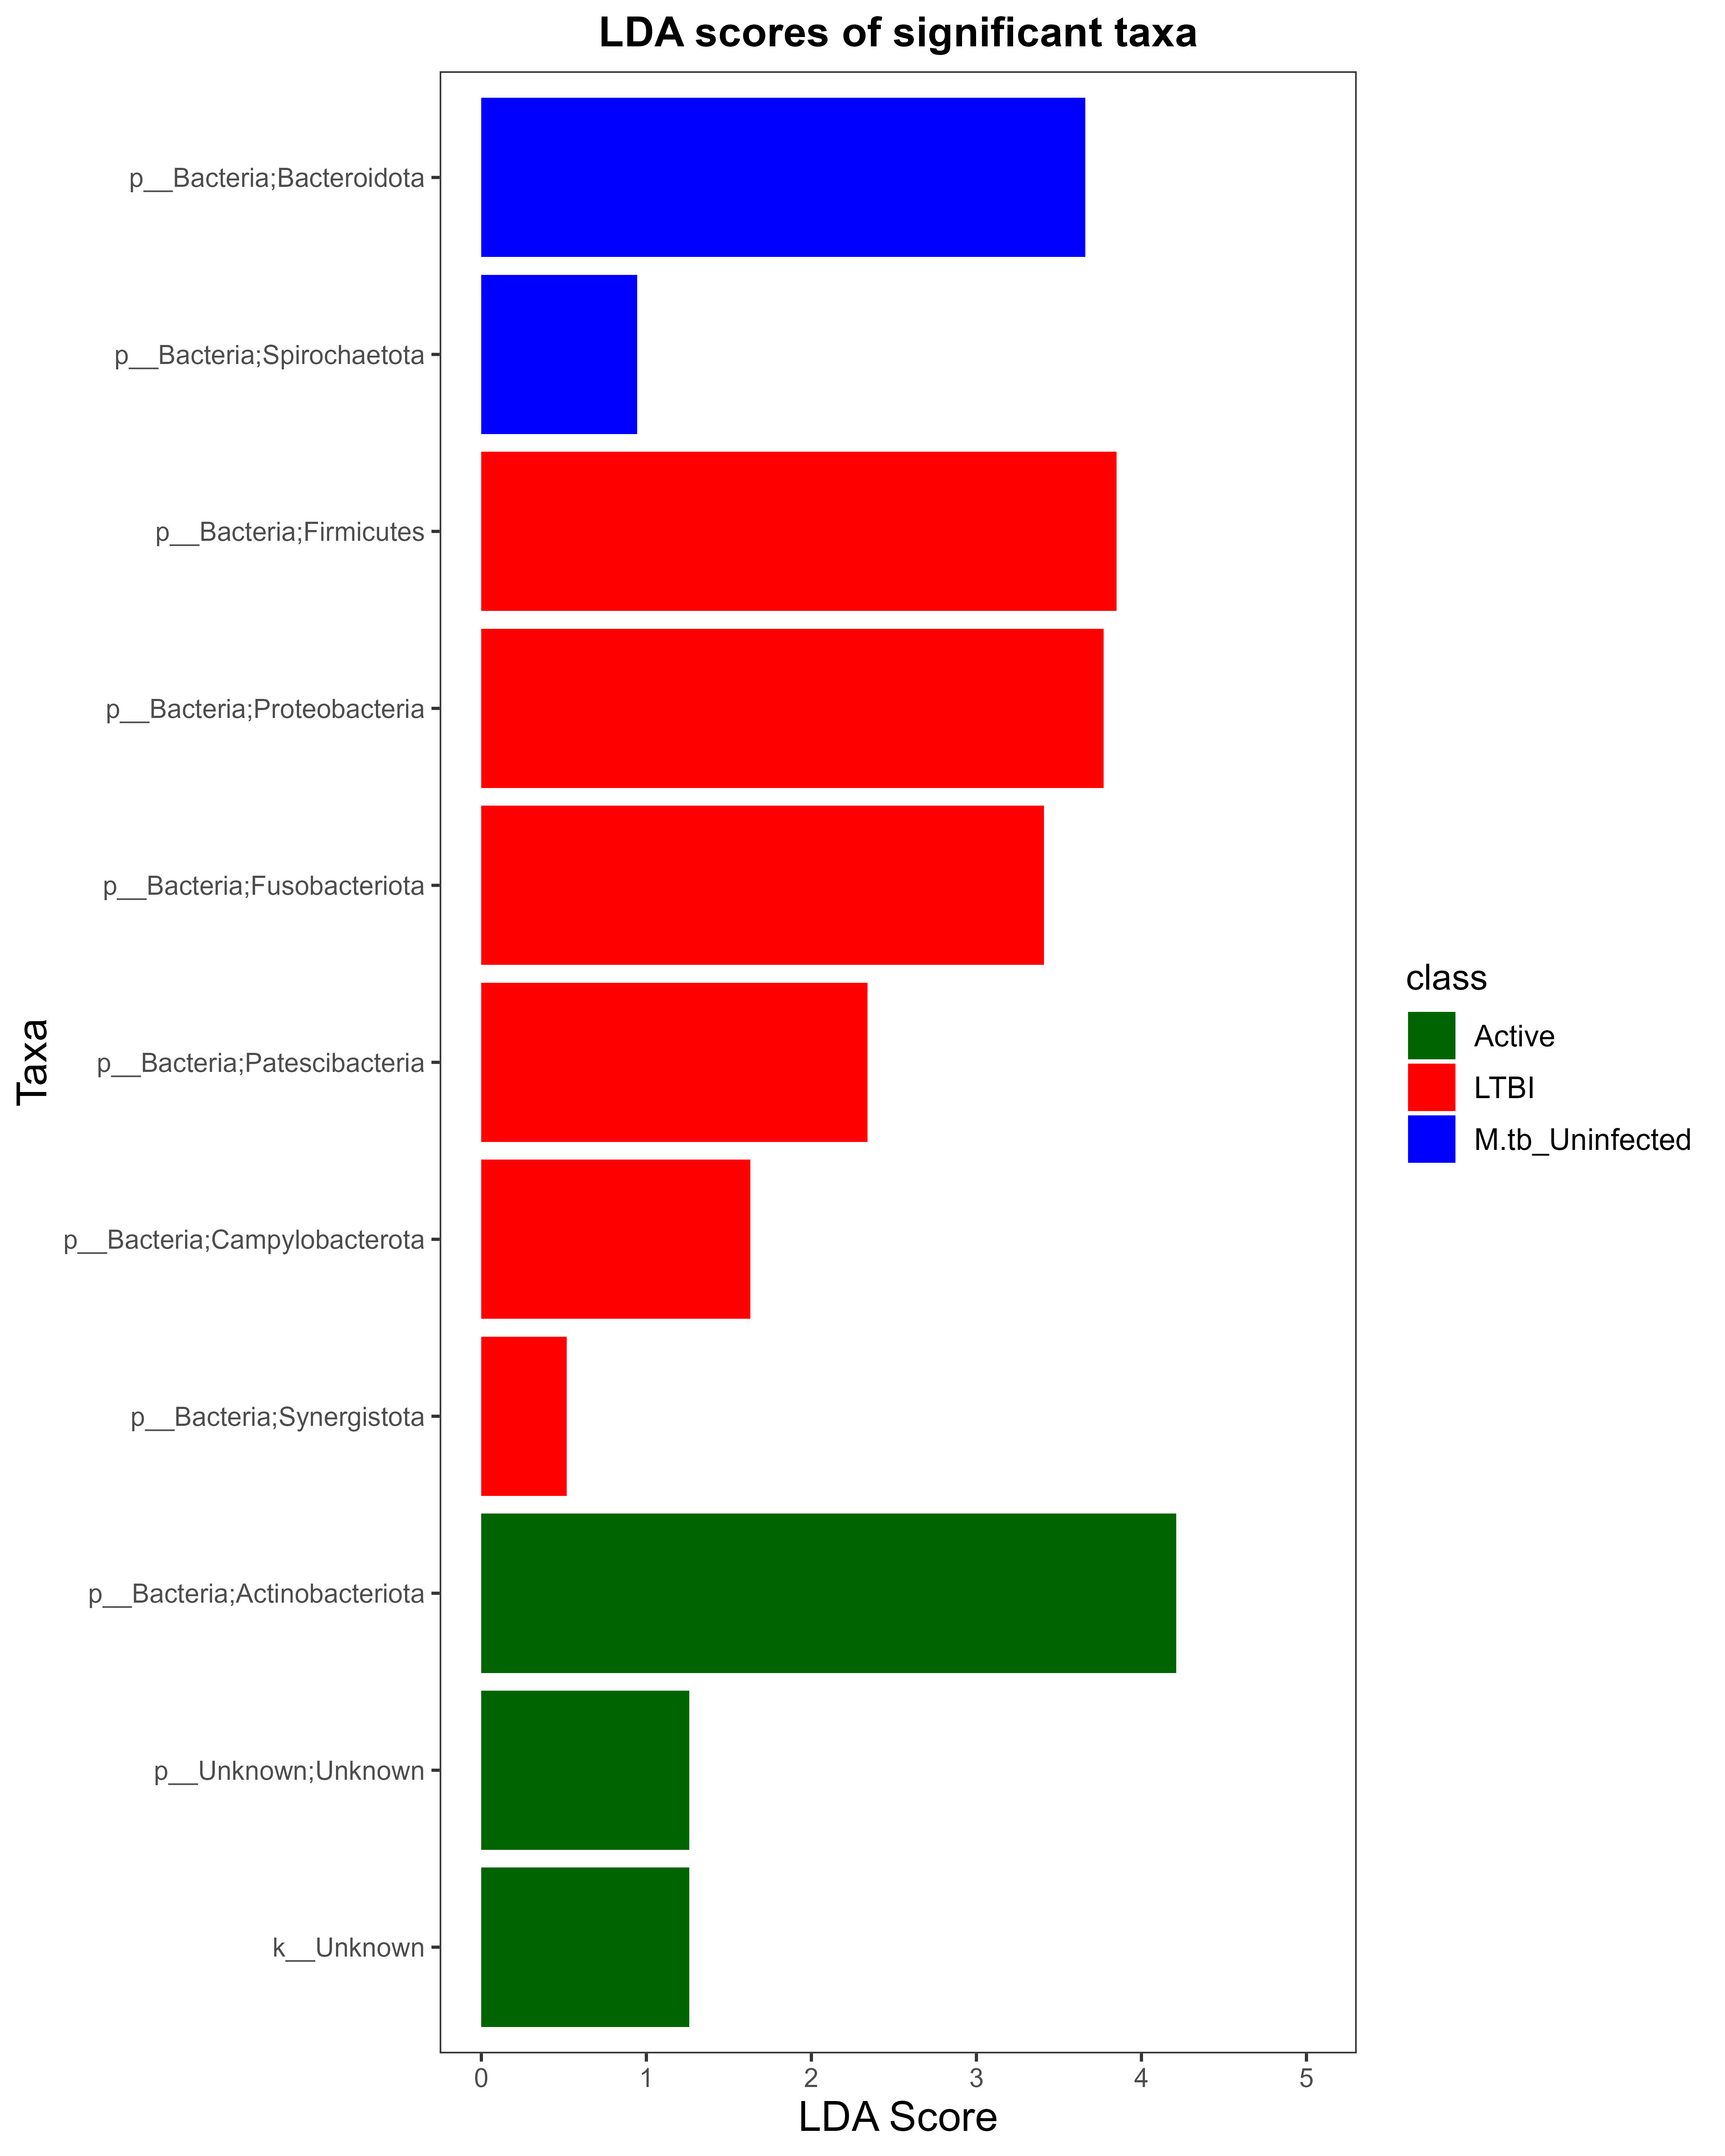 LDA scores of significant taxa
p__Bacteria;Bacteroidota
p__Bacteria;Spirochaetota
p__Bacteria;Firmicutes
p__Bacteria;Proteobacteria
p__Bacteria;Fusobacteriota
p__Bacteria;Patescibacteria
p__Bacteria;Campylobacterota
p__Bacteria;Synergistota
p__Bacteria;Actinobacteriota
p__Unknown;Unknown
k__Unknown
Taxa
0 1 2 3 4 5
LDA Score
class
Active
LTBI
M.tb_Uninfected